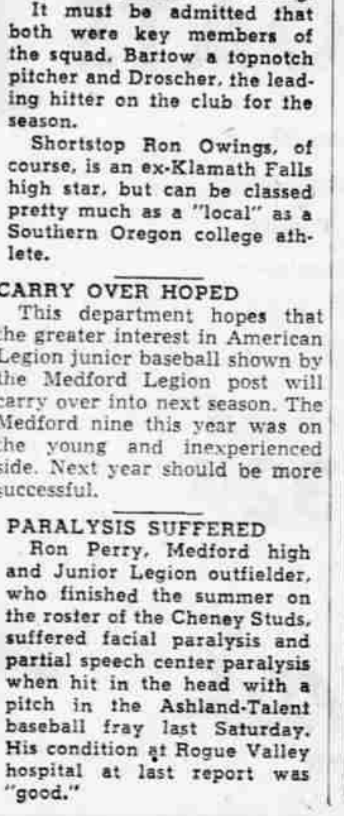 It must be admitted that
both were key members of
the squad, Bartow a topnotch
pitcher and Droscher, the lead-
ing hitter on the club for the
season.
Shortstop Ron Owings, of
course, is an ex-Klamath Falls
high star, but can be classed
pretty much as a "local" as a
Southern Oregon college ath-
lete.
CARRY OVER HOPED
This department hopes that
the greater interest in American
Legion junior baseball shown by
the Medford Legion post will
carry over into next season. The
Medford nine this year was on
the young and inexperienced
side. Next year should be more
successful.
PARALYSIS SUFFERED
Ron Perry, Medford high
and Junior Legion outfielder,
who finished the summer on
the roster of the Cheney Studs,
suffered facial paralysis and
partial speech center paralysis
when hit in the head with a
pitch in the Ashland-Talent
baseball fray last Saturday.
His condition at Rogue Valley
hospital at last report was
"good."